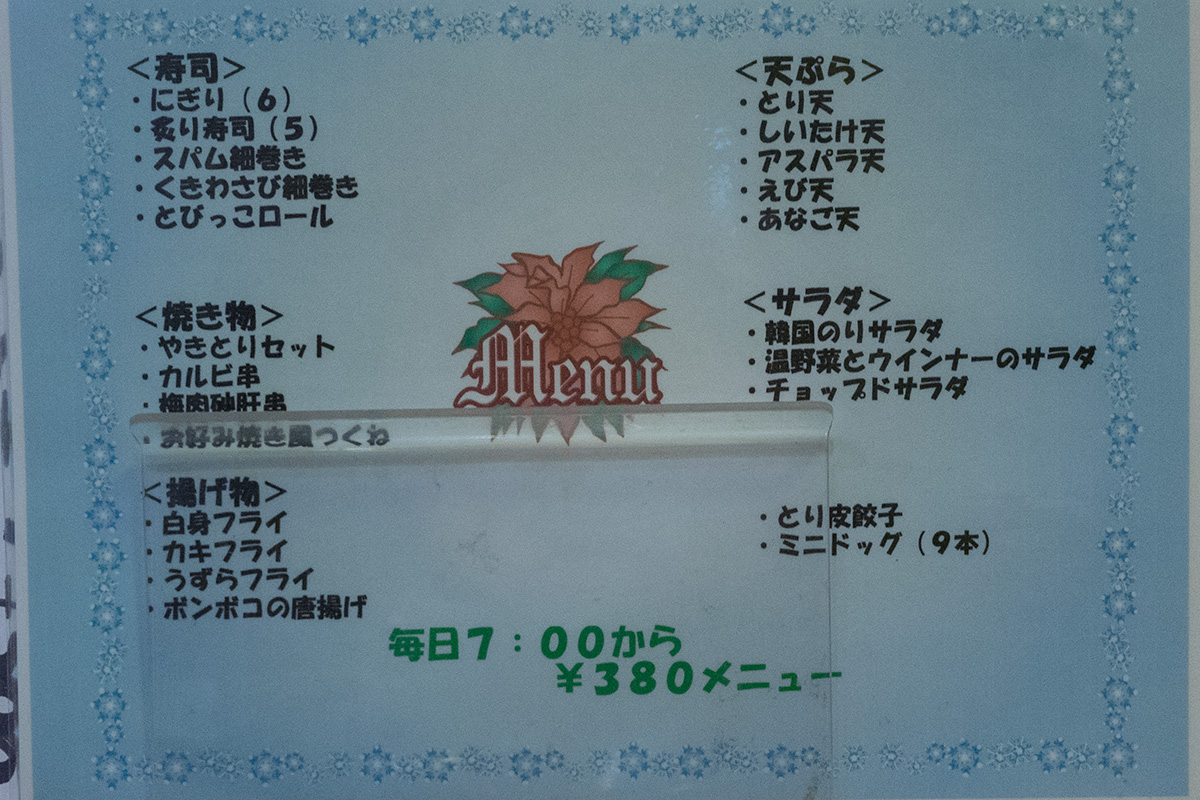 ＜寿司＞
・にぎり（6）
・炙り寿司（5）
・スパム細巻き
・くきわさび細巻き
・とびっこロール
＜焼き物＞
・やきとりセット
・カルビ串
・梅肉砂肝串
・お好み焼き風つくね
＜揚げ物＞
・白身フライ
・カキフライ
・うずらフライ
・ボンボコの唐揚げ
＜天ぷら＞
・とり天
・しいたけ天
・アスパラ天
・えび天
・あなご天
＜サラダ＞
・韓国のりサラダ
・温野菜とウインナーのサラダ
・チョップドサラダ
・とり皮餃子
・ミニドッグ（9本）
Menu
毎日7：00から
￥380メニュー